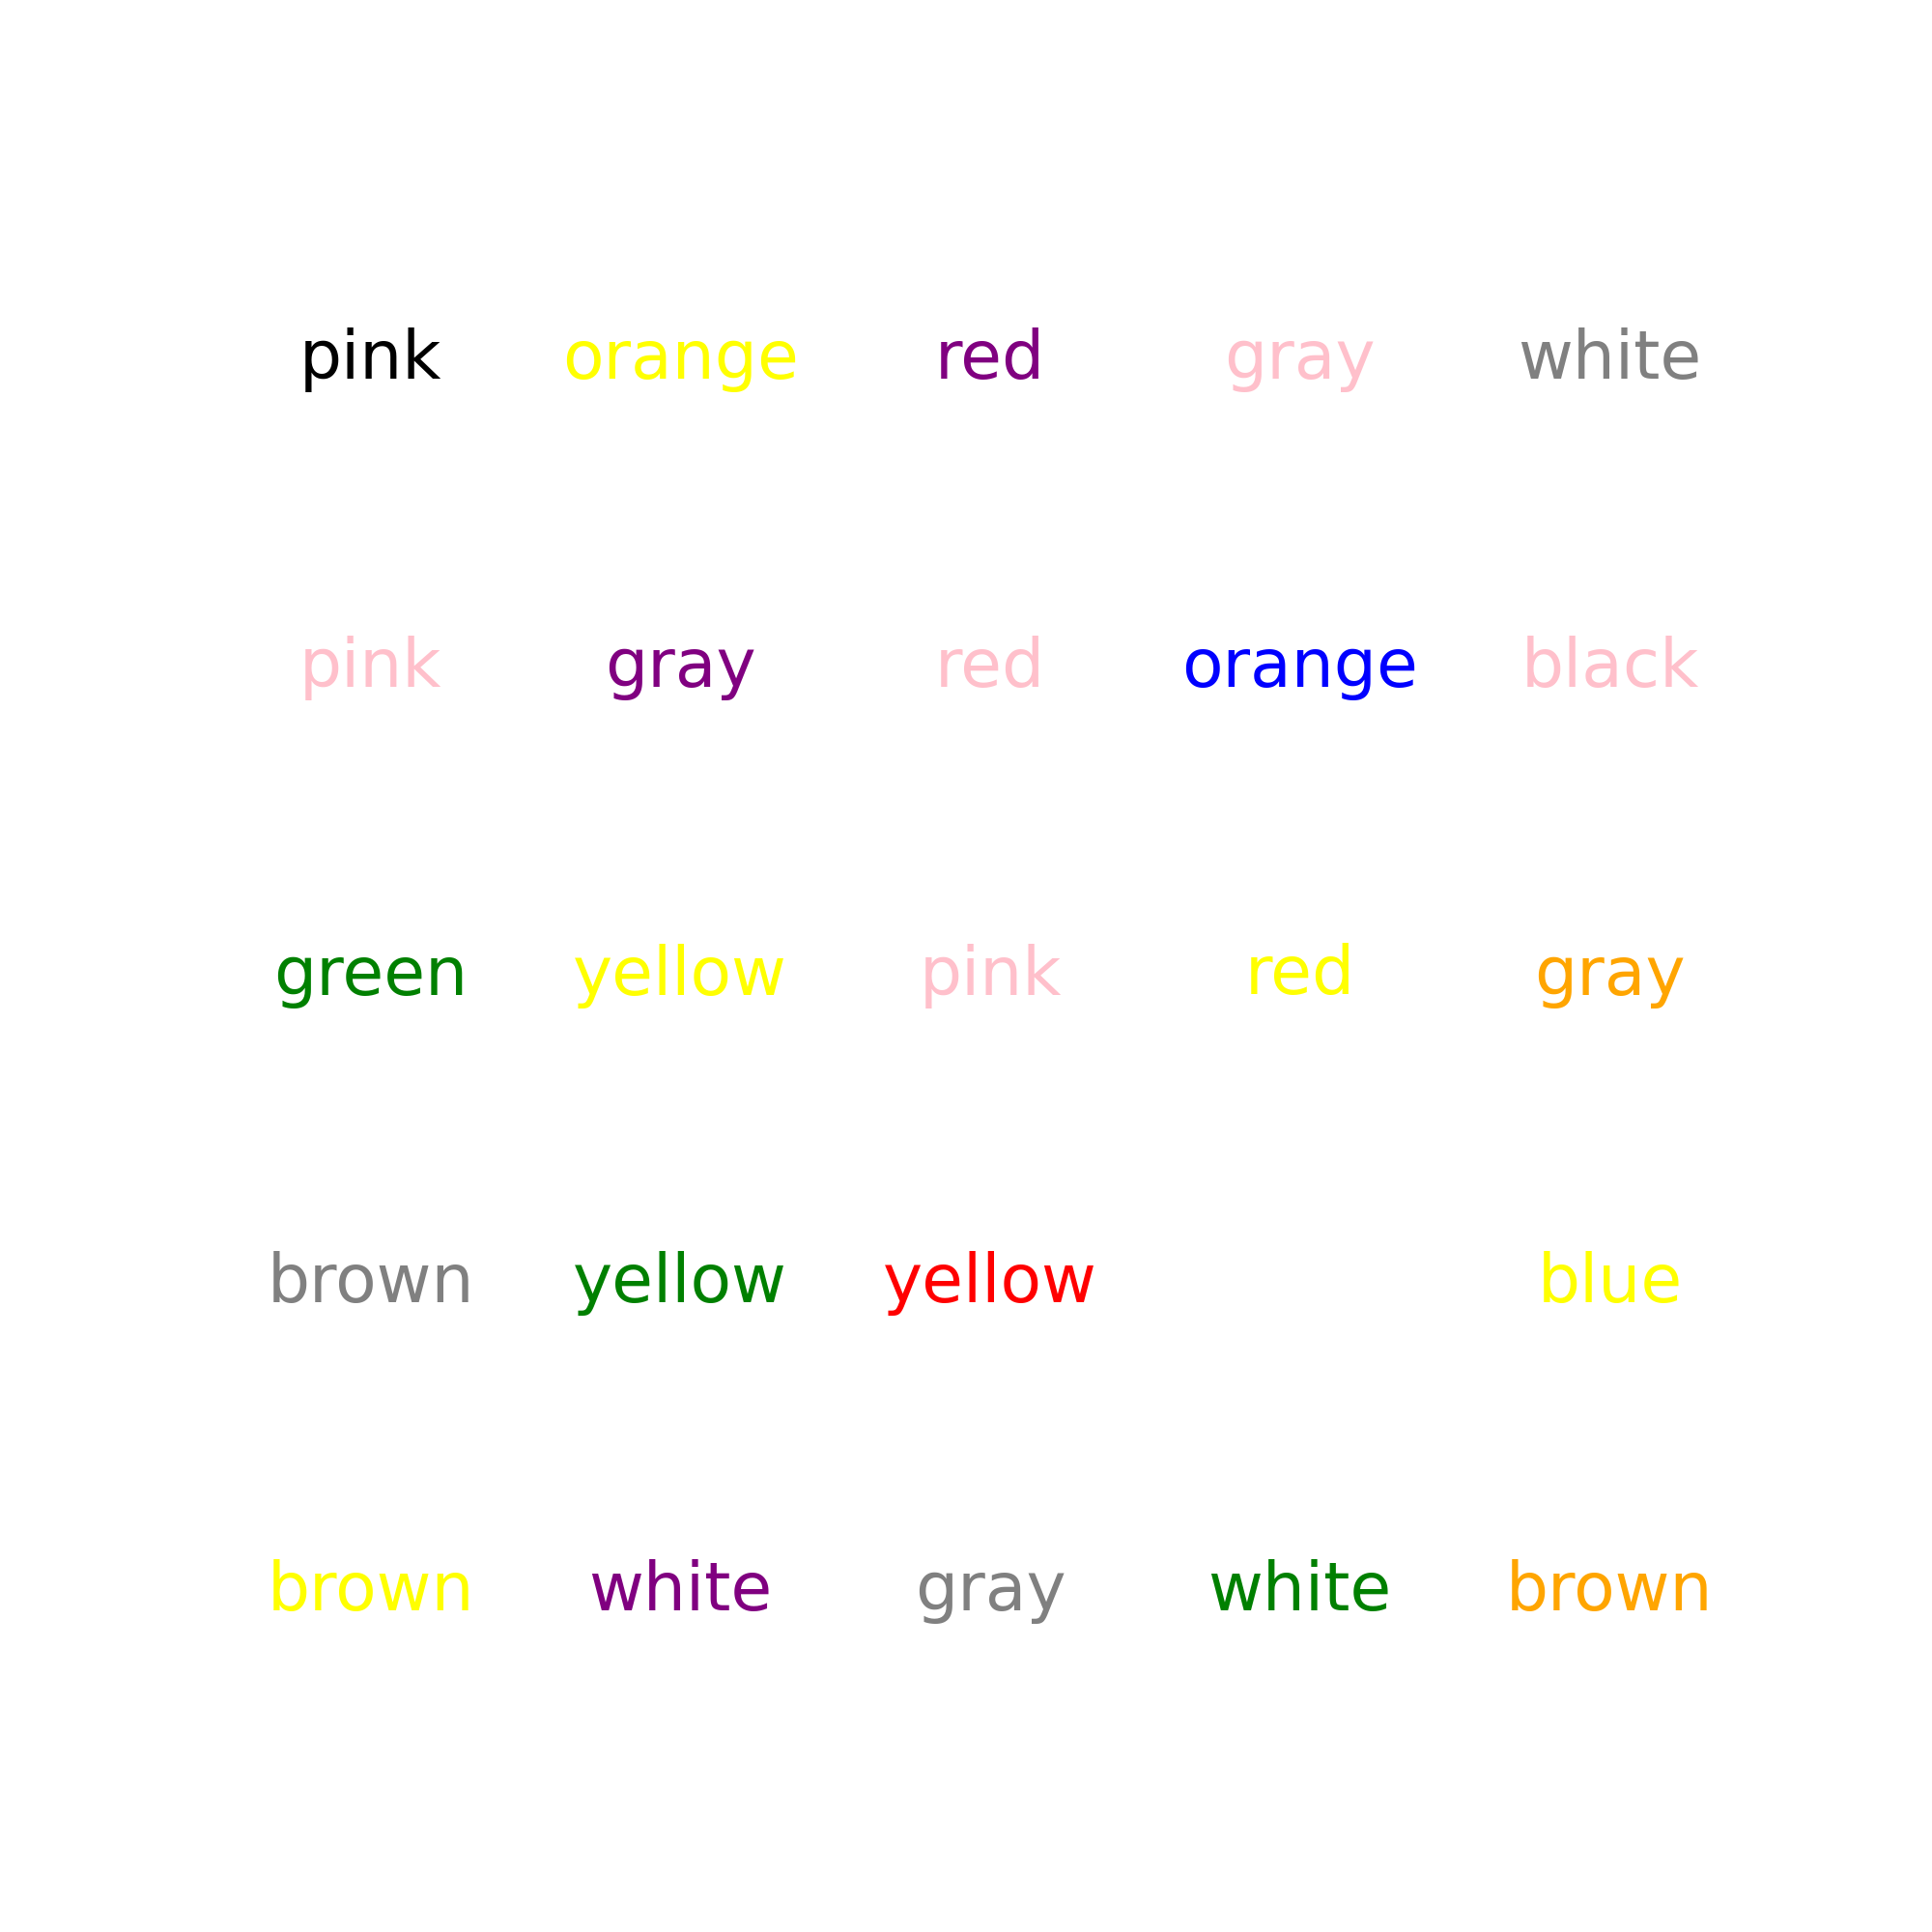 pink orange red gray white
pink gray red orange black
green yellow pink red gray
brown yellow yellow blue
brown white gray white brown